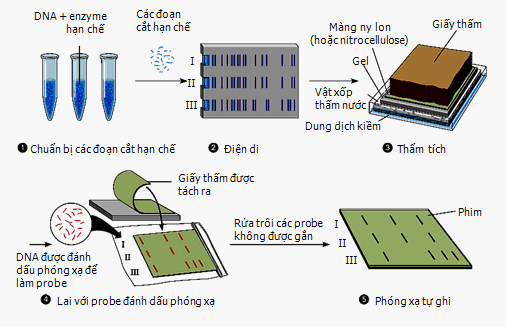 DNA + enzyme
hạn chế
Các đoạn
cắt hạn chế
I
II
III
Màng ny lon
(hoặc nitrocellulose)
Giấy thấm
Gel
Vật xốp
thấm nước
Dung dịch kiềm
❶ Chuẩn bị các đoạn cắt hạn chế
❷ Điện di
❸ Thẩm tích
Giấy thấm được
tách ra
I
II
III
DNA được đánh
dấu phóng xạ để
làm probe
Rửa trôi các probe
không được gắn
Phim
I
II
III
❹ Lai với probe đánh dấu phóng xạ
❺ Phóng xạ tự ghi